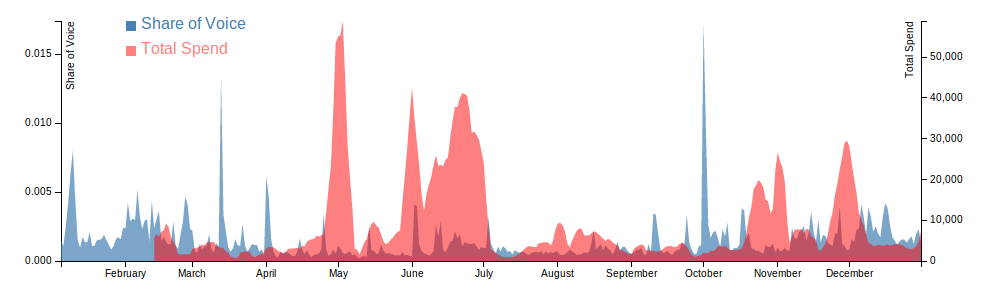 Share of Voice
Total Spend
Share of Voice
Total Spend
0.015
0.010
0.005
0.000
50,000
40,000
30,000
20,000
10,000
0
February March April May June July August September October November December